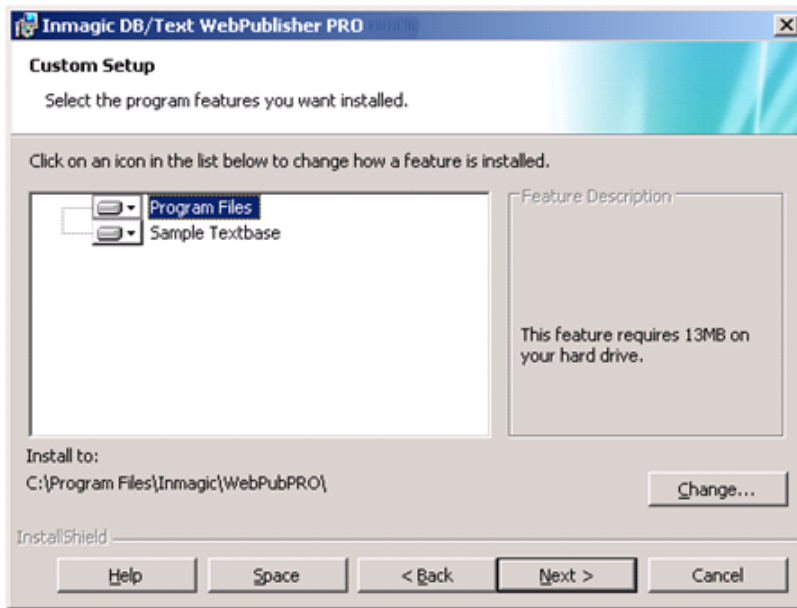 Inmagic DB/Text WebPublisher PRO
Custom Setup
Select the program features you want installed.
Click on an icon in the list below to change how a feature is installed.
Program Files
Sample Textbase
Feature Description
This feature requires 13MB on
your hard drive.
Install to:
C:\Program Files\Inmagic\WebPubPRO\
Change...
InstallShield
Help
Space
< Back
Next >
Cancel